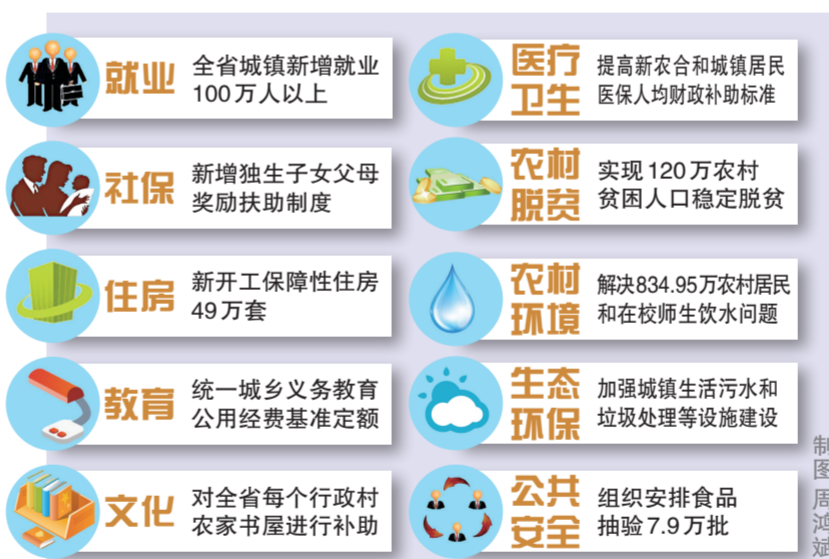 就业
全省城镇新增就业
100万人以上
社保
新增独生子女父母
奖励扶助制度
住房
新开工保障性住房
49万套
教育
统一城乡义务教育
公用经费基准定额
文化
对全省每个行政村
农家书屋进行补助
医疗
卫生
提高新农合和城镇居民
医保人均财政补助标准
农村
脱贫
实现120万农村
贫困人口稳定脱贫
农村
环境
解决834.95万农村居民
和在校师生饮水问题
生态
环保
加强城镇生活污水和
垃圾处理等设施建设
公共
安全
组织安排食品
抽验7.9万批
制图 周鸿斌